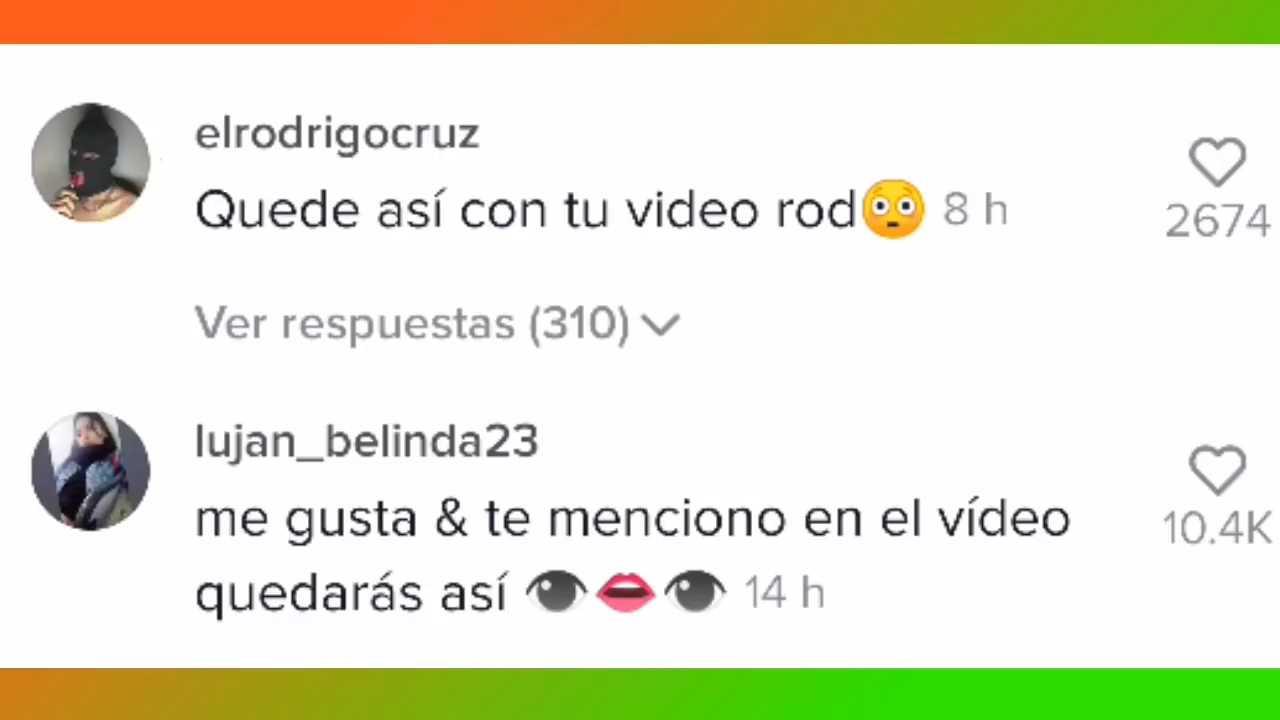 elrodrigocruz
Quede así con tu video rod😳 8 h
2674
Ver respuestas (310)
lujan_belinda23
me gusta & te menciono en el vídeo
10.4K
quedarás así 👁👄👁 14 h